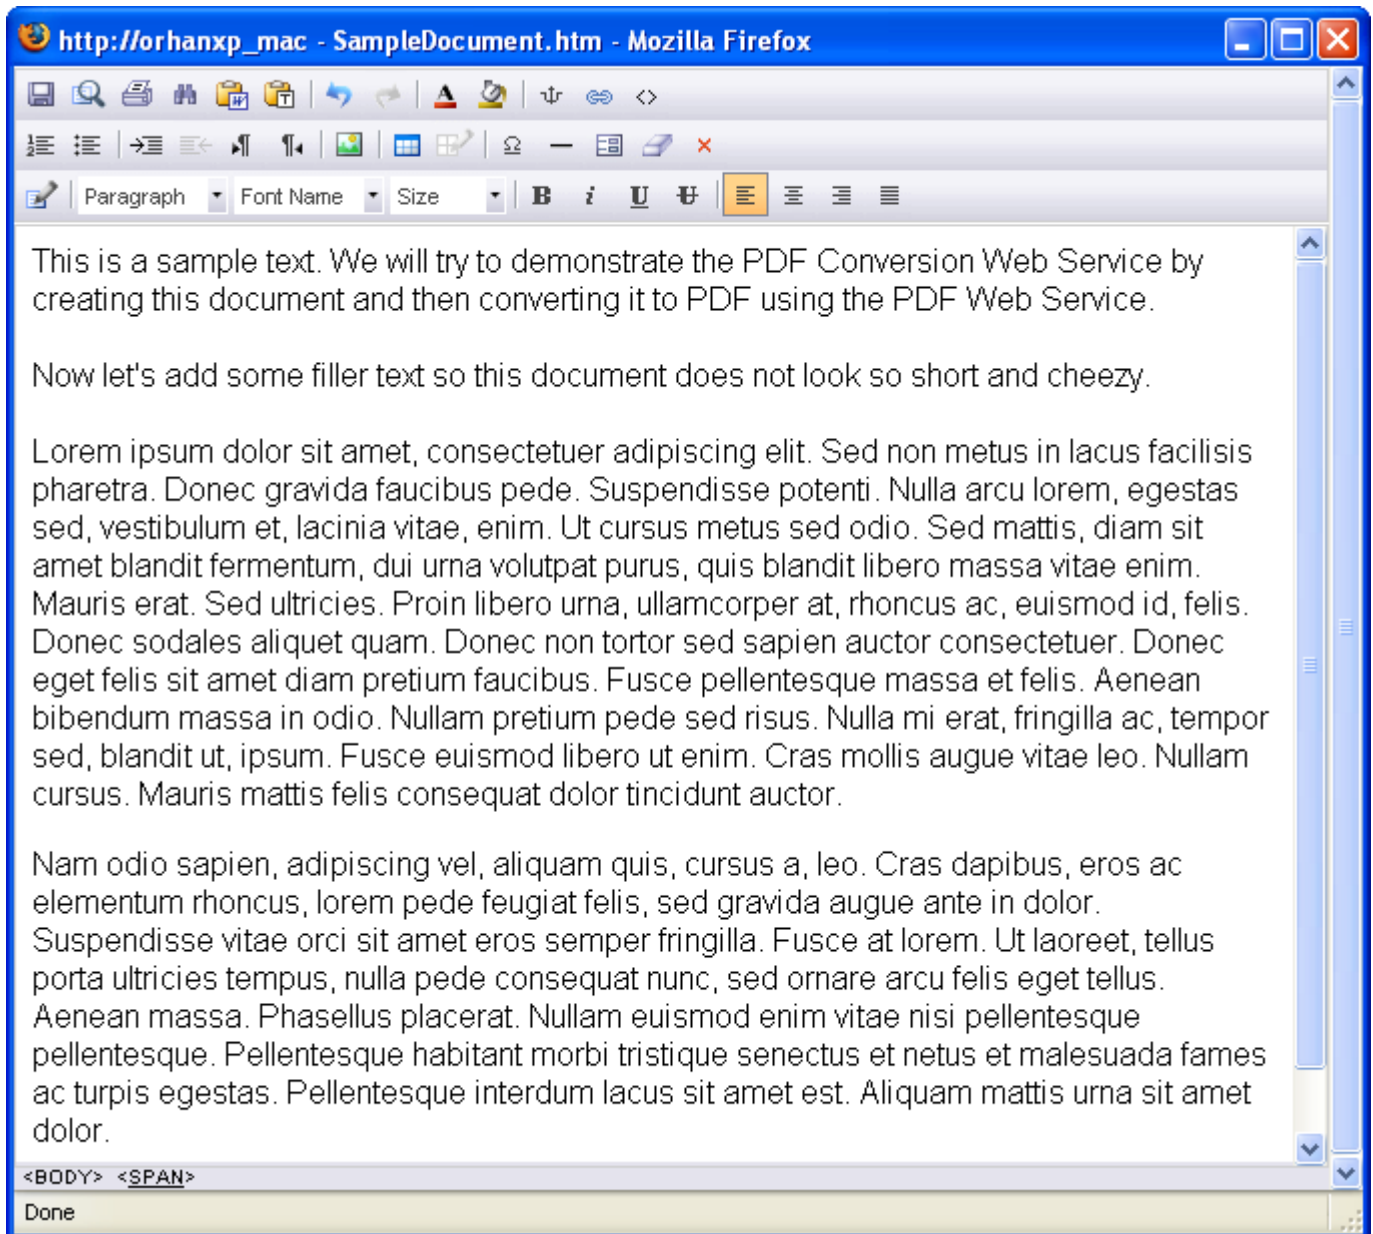 http://orhanxp_mac - SampleDocument.htm - Mozilla Firefox
Paragraph Font Name Size B i U U
This is a sample text. We will try to demonstrate the PDF Conversion Web Service by
creating this document and then converting it to PDF using the PDF Web Service.
Now let's add some filler text so this document does not look so short and cheezy.
Lorem ipsum dolor sit amet, consectetuer adipiscing elit. Sed non metus in lacus facilisis
pharetra. Donec gravida faucibus pede. Suspendisse potenti. Nulla arcu lorem, egestas
sed, vestibulum et, lacinia vitae, enim. Ut cursus metus sed odio. Sed mattis, diam sit
amet blandit fermentum, dui urna volutpat purus, quis blandit libero massa vitae enim.
Mauris erat. Sed ultricies. Proin libero urna, ullamcorper at, rhoncus ac, euismod id, felis.
Donec sodales aliquet quam. Donec non tortor sed sapien auctor consectetuer. Donec
eget felis sit amet diam pretium faucibus. Fusce pellentesque massa et felis. Aenean
bibendum massa in odio. Nullam pretium pede sed risus. Nulla mi erat, fringilla ac, tempor
sed, blandit ut, ipsum. Fusce euismod libero ut enim. Cras mollis augue vitae leo. Nullam
cursus. Mauris mattis felis consequat dolor tincidunt auctor.
Nam odio sapien, adipiscing vel, aliquam quis, cursus a, leo. Cras dapibus, eros ac
elementum rhoncus, lorem pede feugiat felis, sed gravida augue ante in dolor.
Suspendisse vitae orci sit amet eros semper fringilla. Fusce at lorem. Ut laoreet, tellus
porta ultricies tempus, nulla pede consequat nunc, sed ornare arcu felis eget tellus.
Aenean massa. Phasellus placerat. Nullam euismod enim vitae nisi pellentesque
pellentesque. Pellentesque habitant morbi tristique senectus et netus et malesuada fames
ac turpis egestas. Pellentesque interdum lacus sit amet est. Aliquam mattis urna sit amet
dolor.
<BODY> <SPAN>
Done